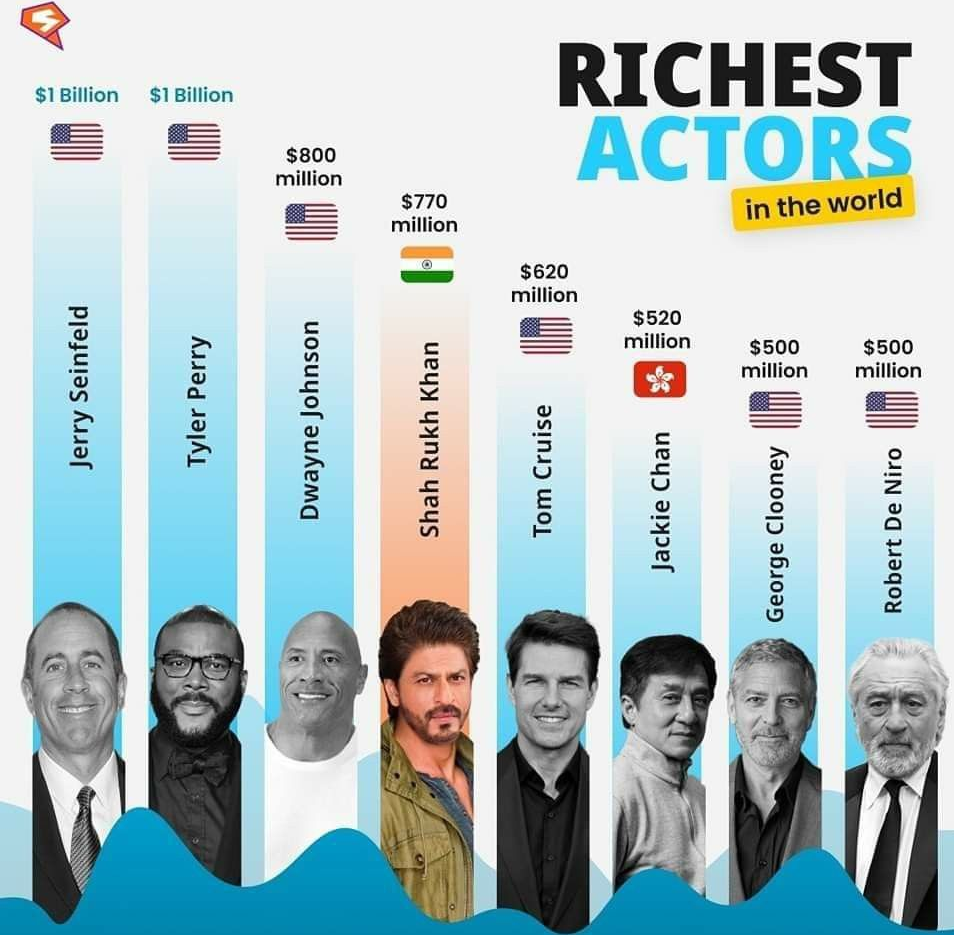 RICHEST
ACTORS
in the world
$1 Billion
Jerry Seinfeld
$1 Billion
Tyler Perry
$800
million
Dwayne Johnson
$770
million
Shah Rukh Khan
$620
million
Tom Cruise
$520
million
Jackie Chan
$500
million
George Clooney
$500
million
Robert De Niro